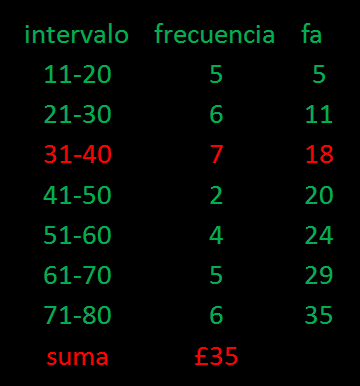 intervalo frecuencia fa
11-20 5 5
21-30 6 11
31-40 7 18
41-50 2 20
51-60 4 24
61-70 5 29
71-80 6 35
suma £35